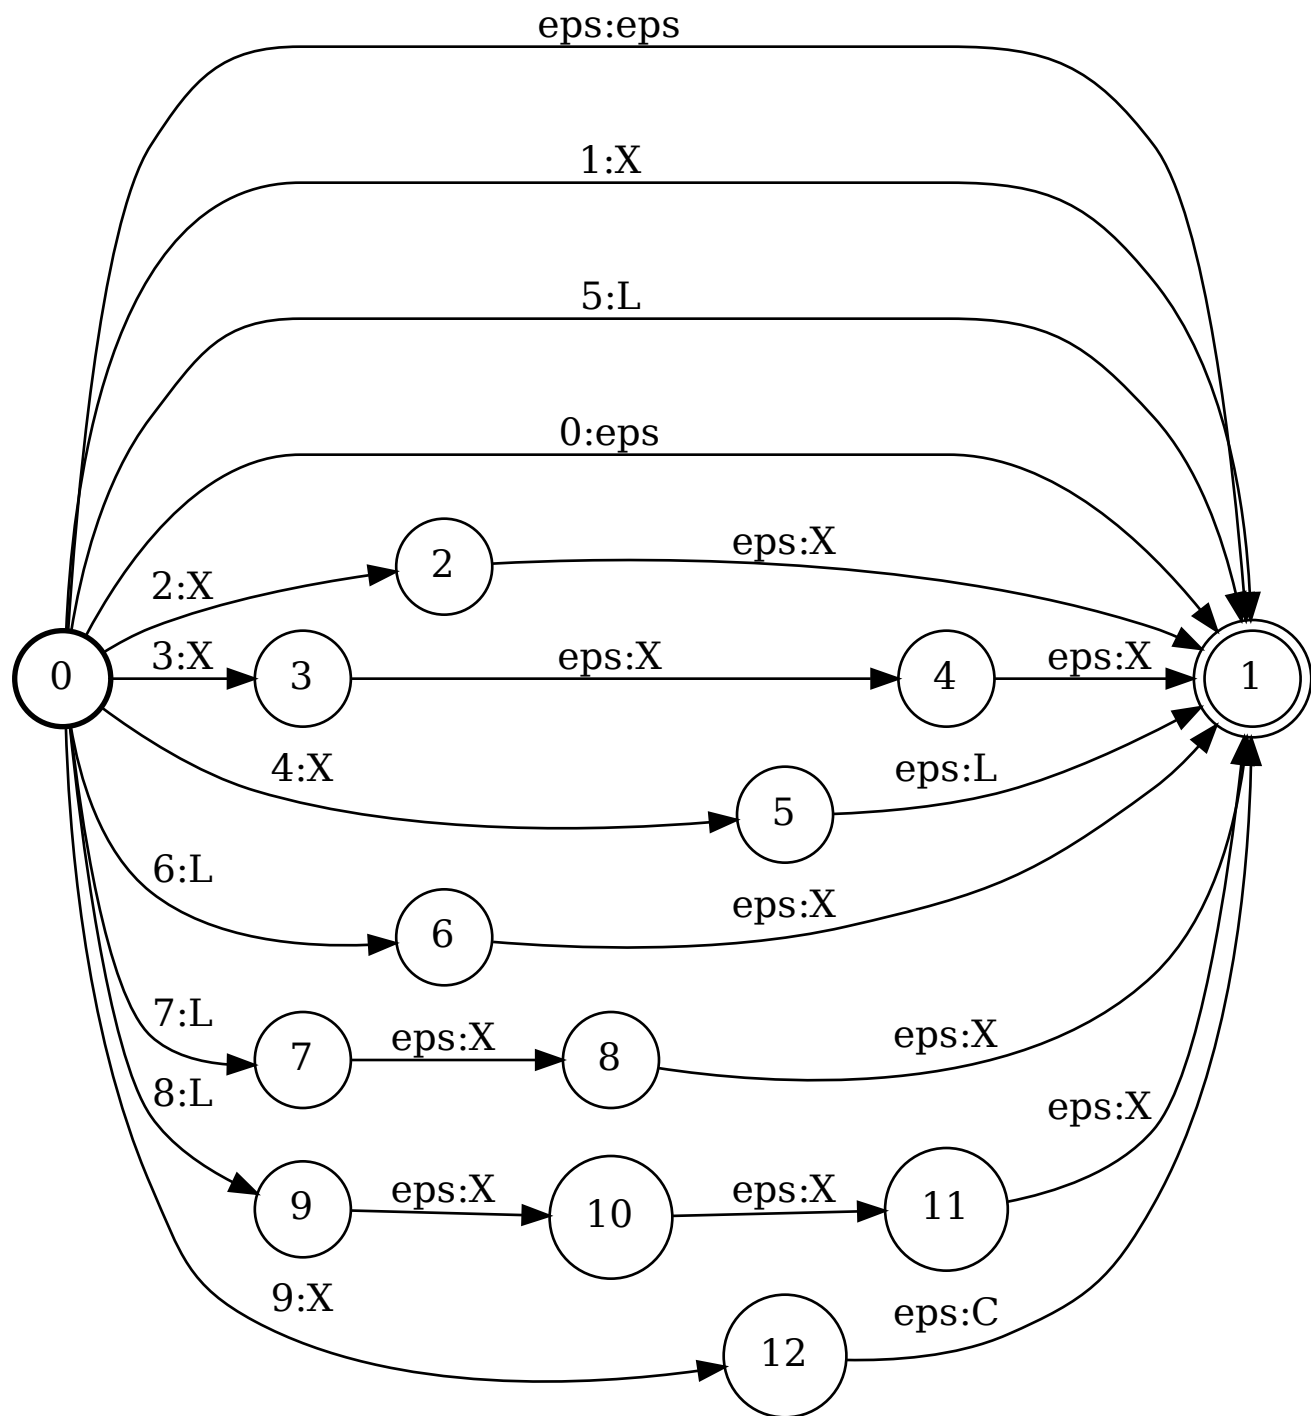 eps:eps
1:X
5:L
0:eps
2 eps:X
2:X
0 3:X 3 eps:X 4 eps:X 1
4:X 5 eps:L
6:L 6 eps:X
7:L 7 eps:X 8 eps:X
8:L 9 eps:X 10 eps:X 11 eps:X
9:X 12 eps:C